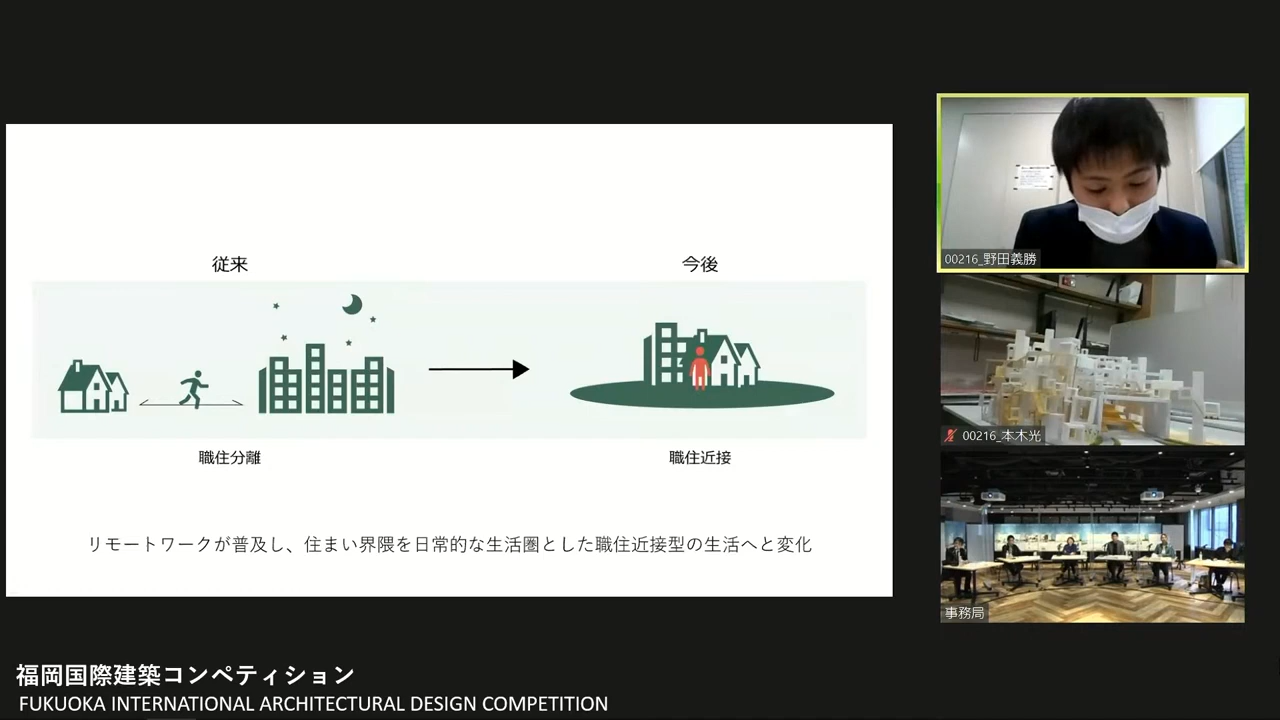 従来
今後
職住分離
職住近接
リモートワークが普及し、住まい界隈を日常的な生活圏とした職住近接型の生活へと変化
00216_野田義勝
00216_本木光
事務局
福岡国際建築コンペティション
FUKUOKA INTERNATIONAL ARCHITECTURAL DESIGN COMPETITION